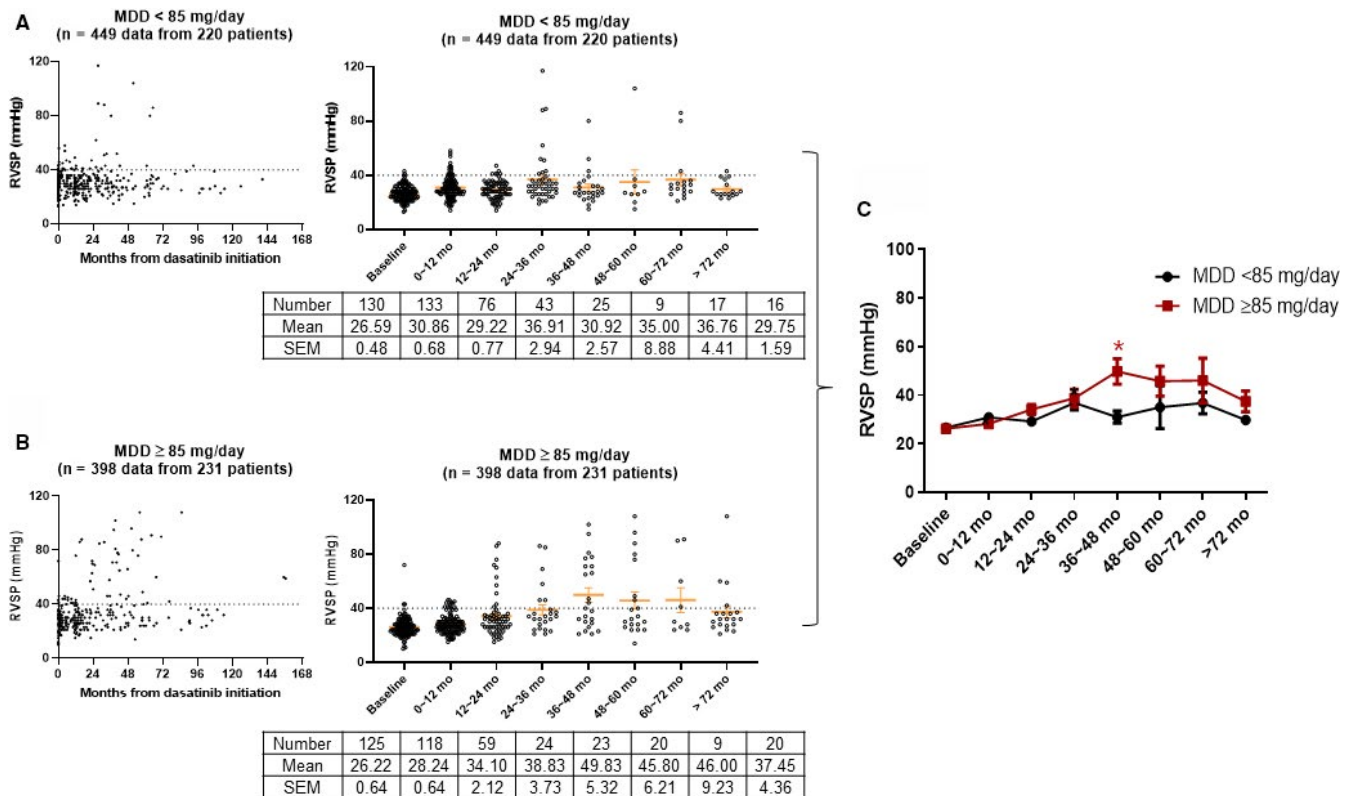 A
MDD < 85 mg/day
(n = 449 data from 220 patients)
RVSP (mmHg)
120
80
40
0
0 24 48 72 96 120 144 168
Months from dasatinib initiation
MDD < 85 mg/day
(n = 449 data from 220 patients)
RVSP (mmHg)
120
80
40
0
Baseline
0~12 mo
12~24 mo
24~36 mo
36~48 mo
48~60 mo
60~72 mo
> 72 mo
Number 130 133 76 43 25 9 17 16
Mean 26.59 30.86 29.22 36.91 30.92 35.00 36.76 29.75
SEM 0.48 0.68 0.77 2.94 2.57 8.88 4.41 1.59
B
MDD ≥ 85 mg/day
(n = 398 data from 231 patients)
RVSP (mmHg)
120
80
40
0
0 24 48 72 96 120 144 168
Months from dasatinib initiation
MDD ≥ 85 mg/day
(n = 398 data from 231 patients)
RVSP (mmHg)
120
80
40
0
Baseline
0~12 mo
12~24 mo
24~36 mo
36~48 mo
48~60 mo
60~72 mo
> 72 mo
Number 125 118 59 24 23 20 9 20
Mean 26.22 28.24 34.10 38.83 49.83 45.80 46.00 37.45
SEM 0.64 0.64 2.12 3.73 5.32 6.21 9.23 4.36
C
RVSP (mmHg)
100
80
60
40
20
0
MDD <85 mg/day
MDD ≥85 mg/day
*
Baseline
0~12 mo
12~24 mo
24~36 mo
36~48 mo
48~60 mo
60~72 mo
>72 mo